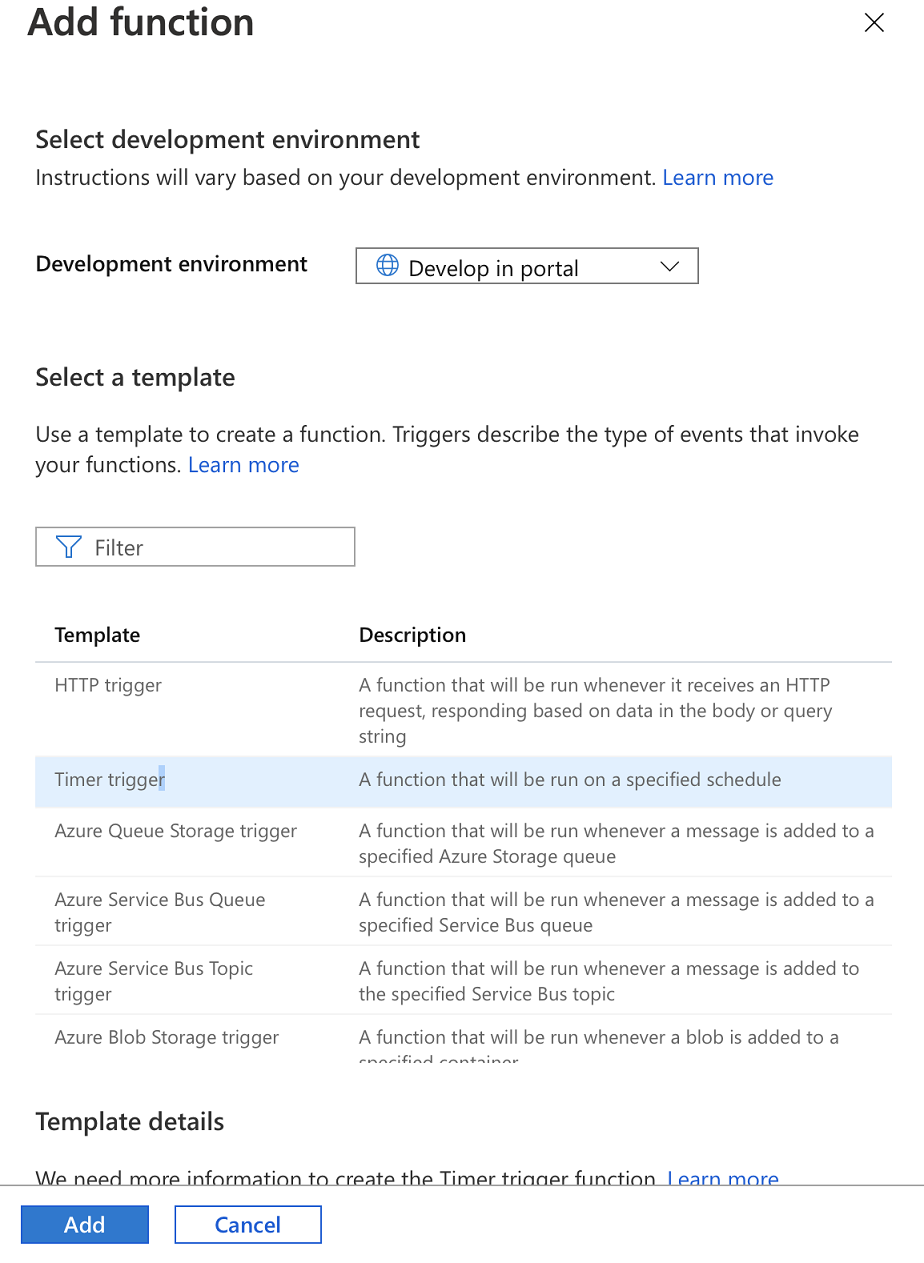 Add function
Select development environment
Instructions will vary based on your development environment. Learn more
Development environment
Develop in portal
Select a template
Use a template to create a function. Triggers describe the type of events that invoke
your functions. Learn more
Filter
Template Description
HTTP trigger A function that will be run whenever it receives an HTTP
request, responding based on data in the body or query
string
Timer trigger A function that will be run on a specified schedule
Azure Queue Storage trigger A function that will be run whenever a message is added to a
specified Azure Storage queue
Azure Service Bus Queue A function that will be run whenever a message is added to a
trigger specified Service Bus queue
Azure Service Bus Topic A function that will be run whenever a message is added to
trigger the specified Service Bus topic
Azure Blob Storage trigger A function that will be run whenever a blob is added to a
specified container
Template details
We need more information to create the Timer trigger function. Learn more
Add Cancel